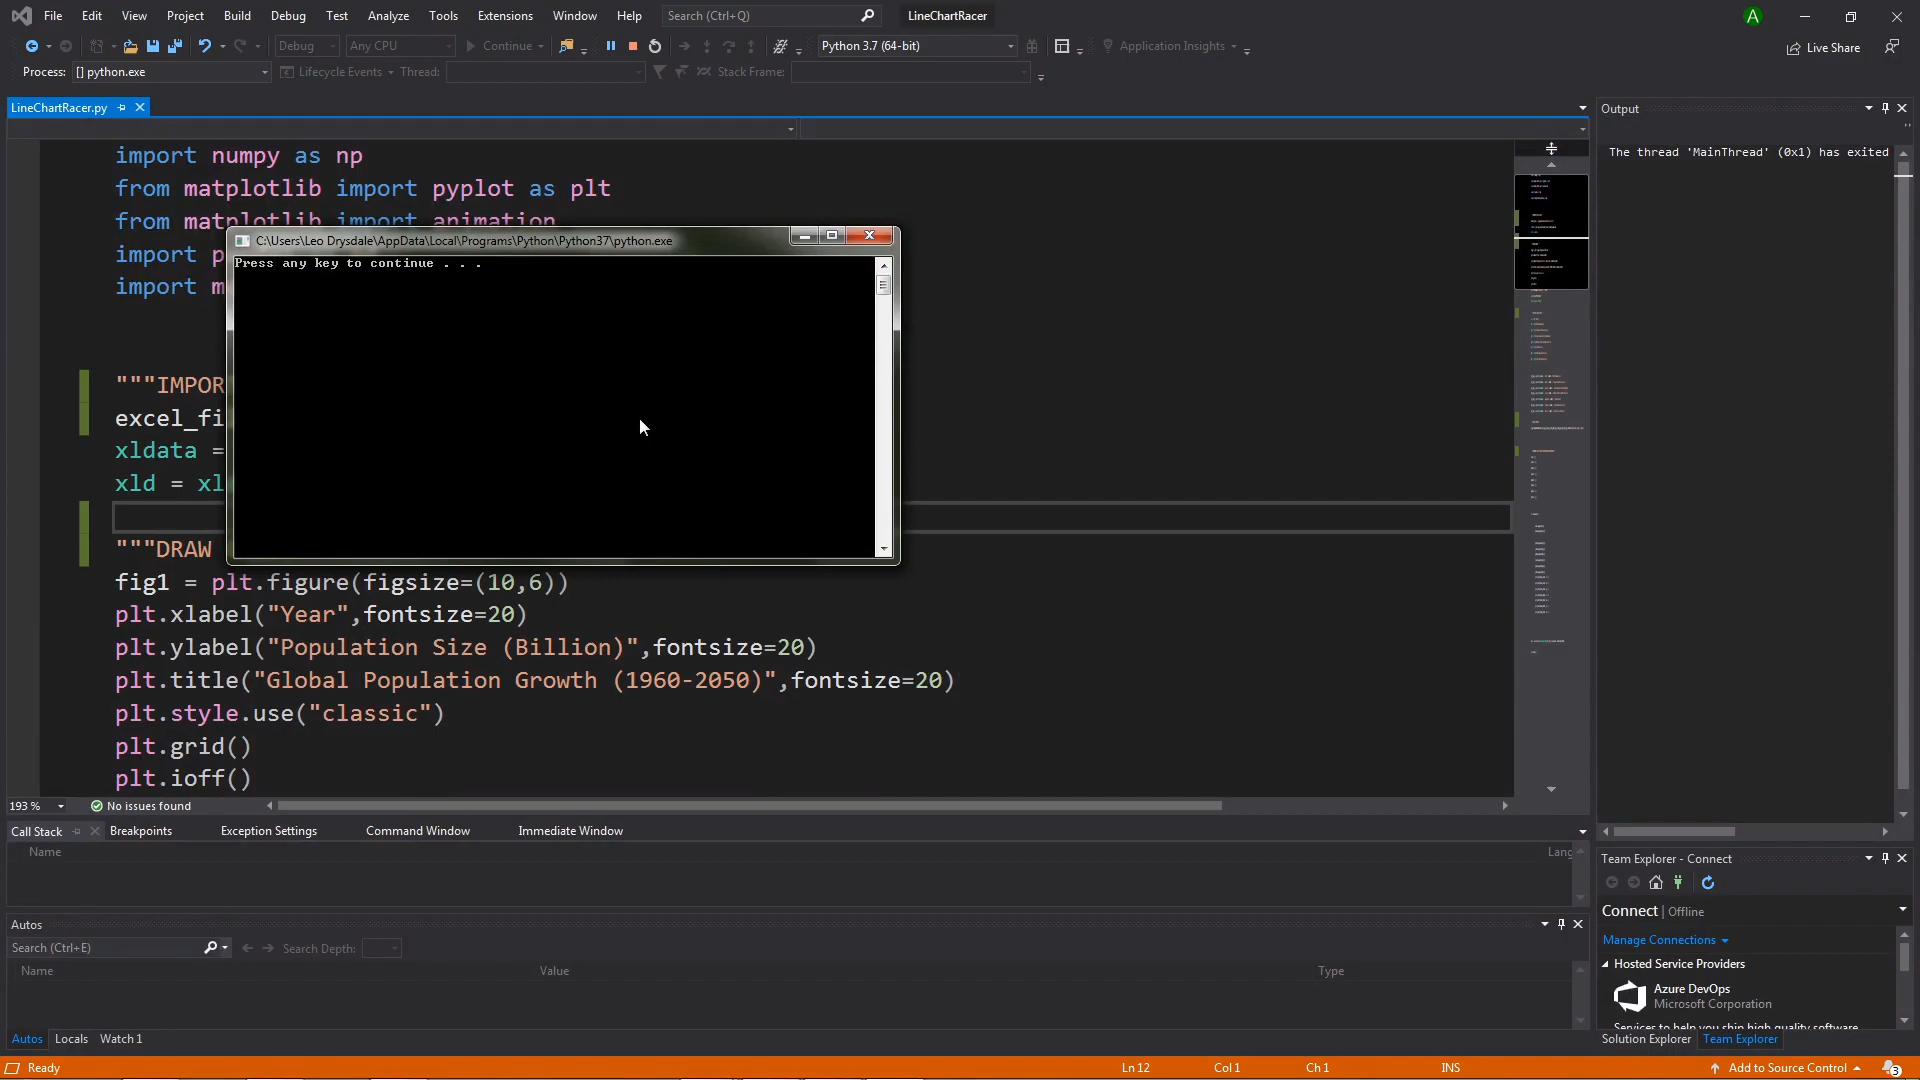 File Edit View Project Build Debug Test Analyze Tools Extensions Window Help Search (Ctrl+Q) LineChartRacer A
Debug Any CPU Continue Python 3.7 (64-bit) Application Insights Live Share
Process: [] python.exe Lifecycle Events Thread: Stack Frame:
LineChartRacer.py
Output
import numpy as np
The thread 'MainThread' (0x1) has exited
from matplotlib import pyplot as plt
from matplotlib import animation
C:\Users\Leo Drysdale\AppData\Local\Programs\Python\Python37\python.exe
import p
Press any key to continue . . .
import m
"""IMPOR
excel_fi
xldata =
xld = xl
"""DRAW
fig1 = plt.figure(figsize=(10,6))
plt.xlabel("Year",fontsize=20)
plt.ylabel("Population Size (Billion)",fontsize=20)
plt.title("Global Population Growth (1960-2050)",fontsize=20)
plt.style.use("classic")
plt.grid()
plt.ioff()
193 % No issues found
Call Stack Breakpoints Exception Settings Command Window Immediate Window
Name Lang
Team Explorer - Connect
Connect | Offline
Autos
Search (Ctrl+E) Search Depth:
Manage Connections
Name Value Type
Hosted Service Providers
Azure DevOps
Microsoft Corporation
Services to help you ship high quality software
Autos Locals Watch 1
Solution Explorer Team Explorer
Ready Ln 12 Col 1 Ch 1 INS Add to Source Control 3